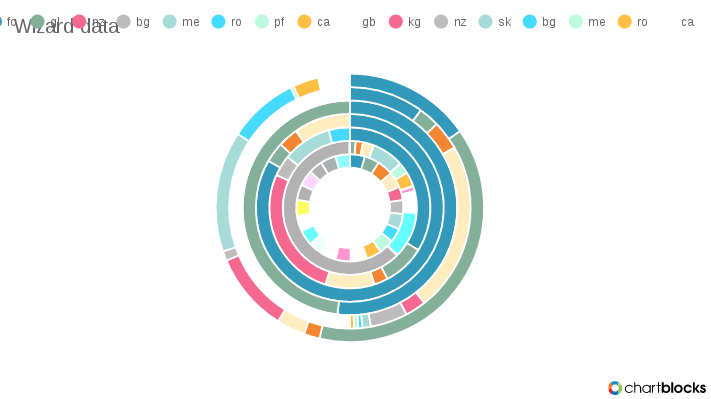 Wizard data
fo gl nz bg me ro pf ca gb kg nz sk bg me ro ca
chartblocks